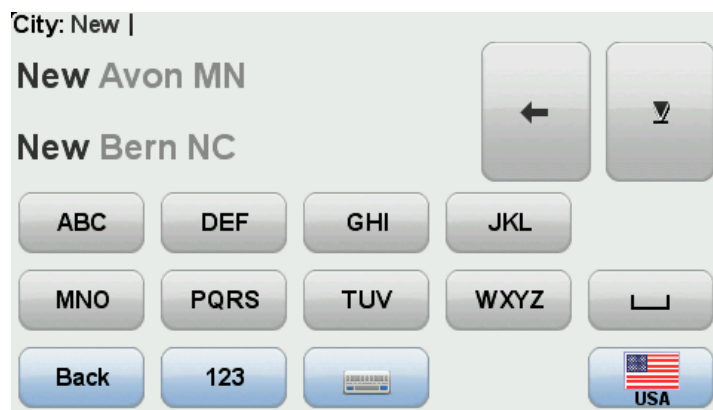 City: New |
New Avon MN
New Bern NC
ABC DEF GHI JKL
MNO PQRS TUV WXYZ
Back 123 USA